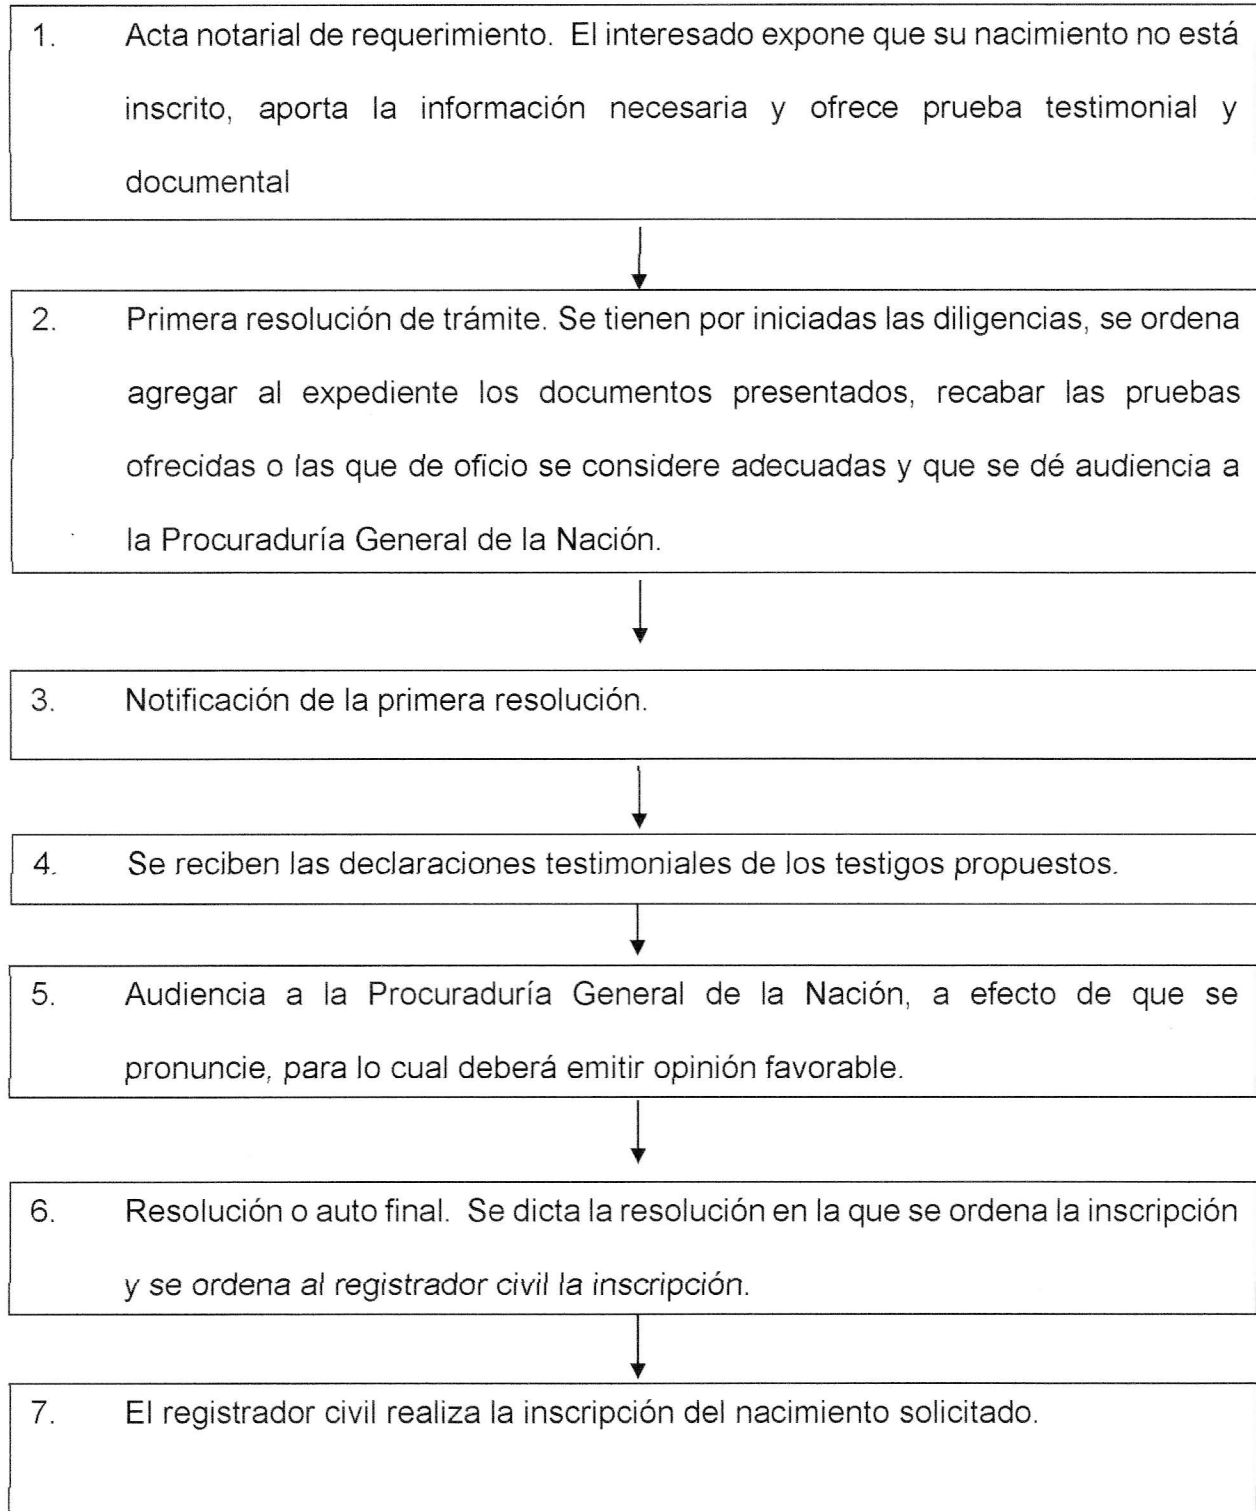 1. Acta notarial de requerimiento. El interesado expone que su nacimiento no está
inscrito, aporta la información necesaria y ofrece prueba testimonial y
documental
2. Primera resolución de trámite. Se tienen por iniciadas las diligencias, se ordena
agregar al expediente los documentos presentados, recabar las pruebas
ofrecidas o las que de oficio se considere adecuadas y que se dé audiencia a
la Procuraduría General de la Nación.
3. Notificación de la primera resolución.
4. Se reciben las declaraciones testimoniales de los testigos propuestos.
5. Audiencia a la Procuraduría General de la Nación, a efecto de que se
pronuncie, para lo cual deberá emitir opinión favorable.
6. Resolución o auto final. Se dicta la resolución en la que se ordena la inscripción
y se ordena al registrador civil la inscripción.
7. El registrador civil realiza la inscripción del nacimiento solicitado.